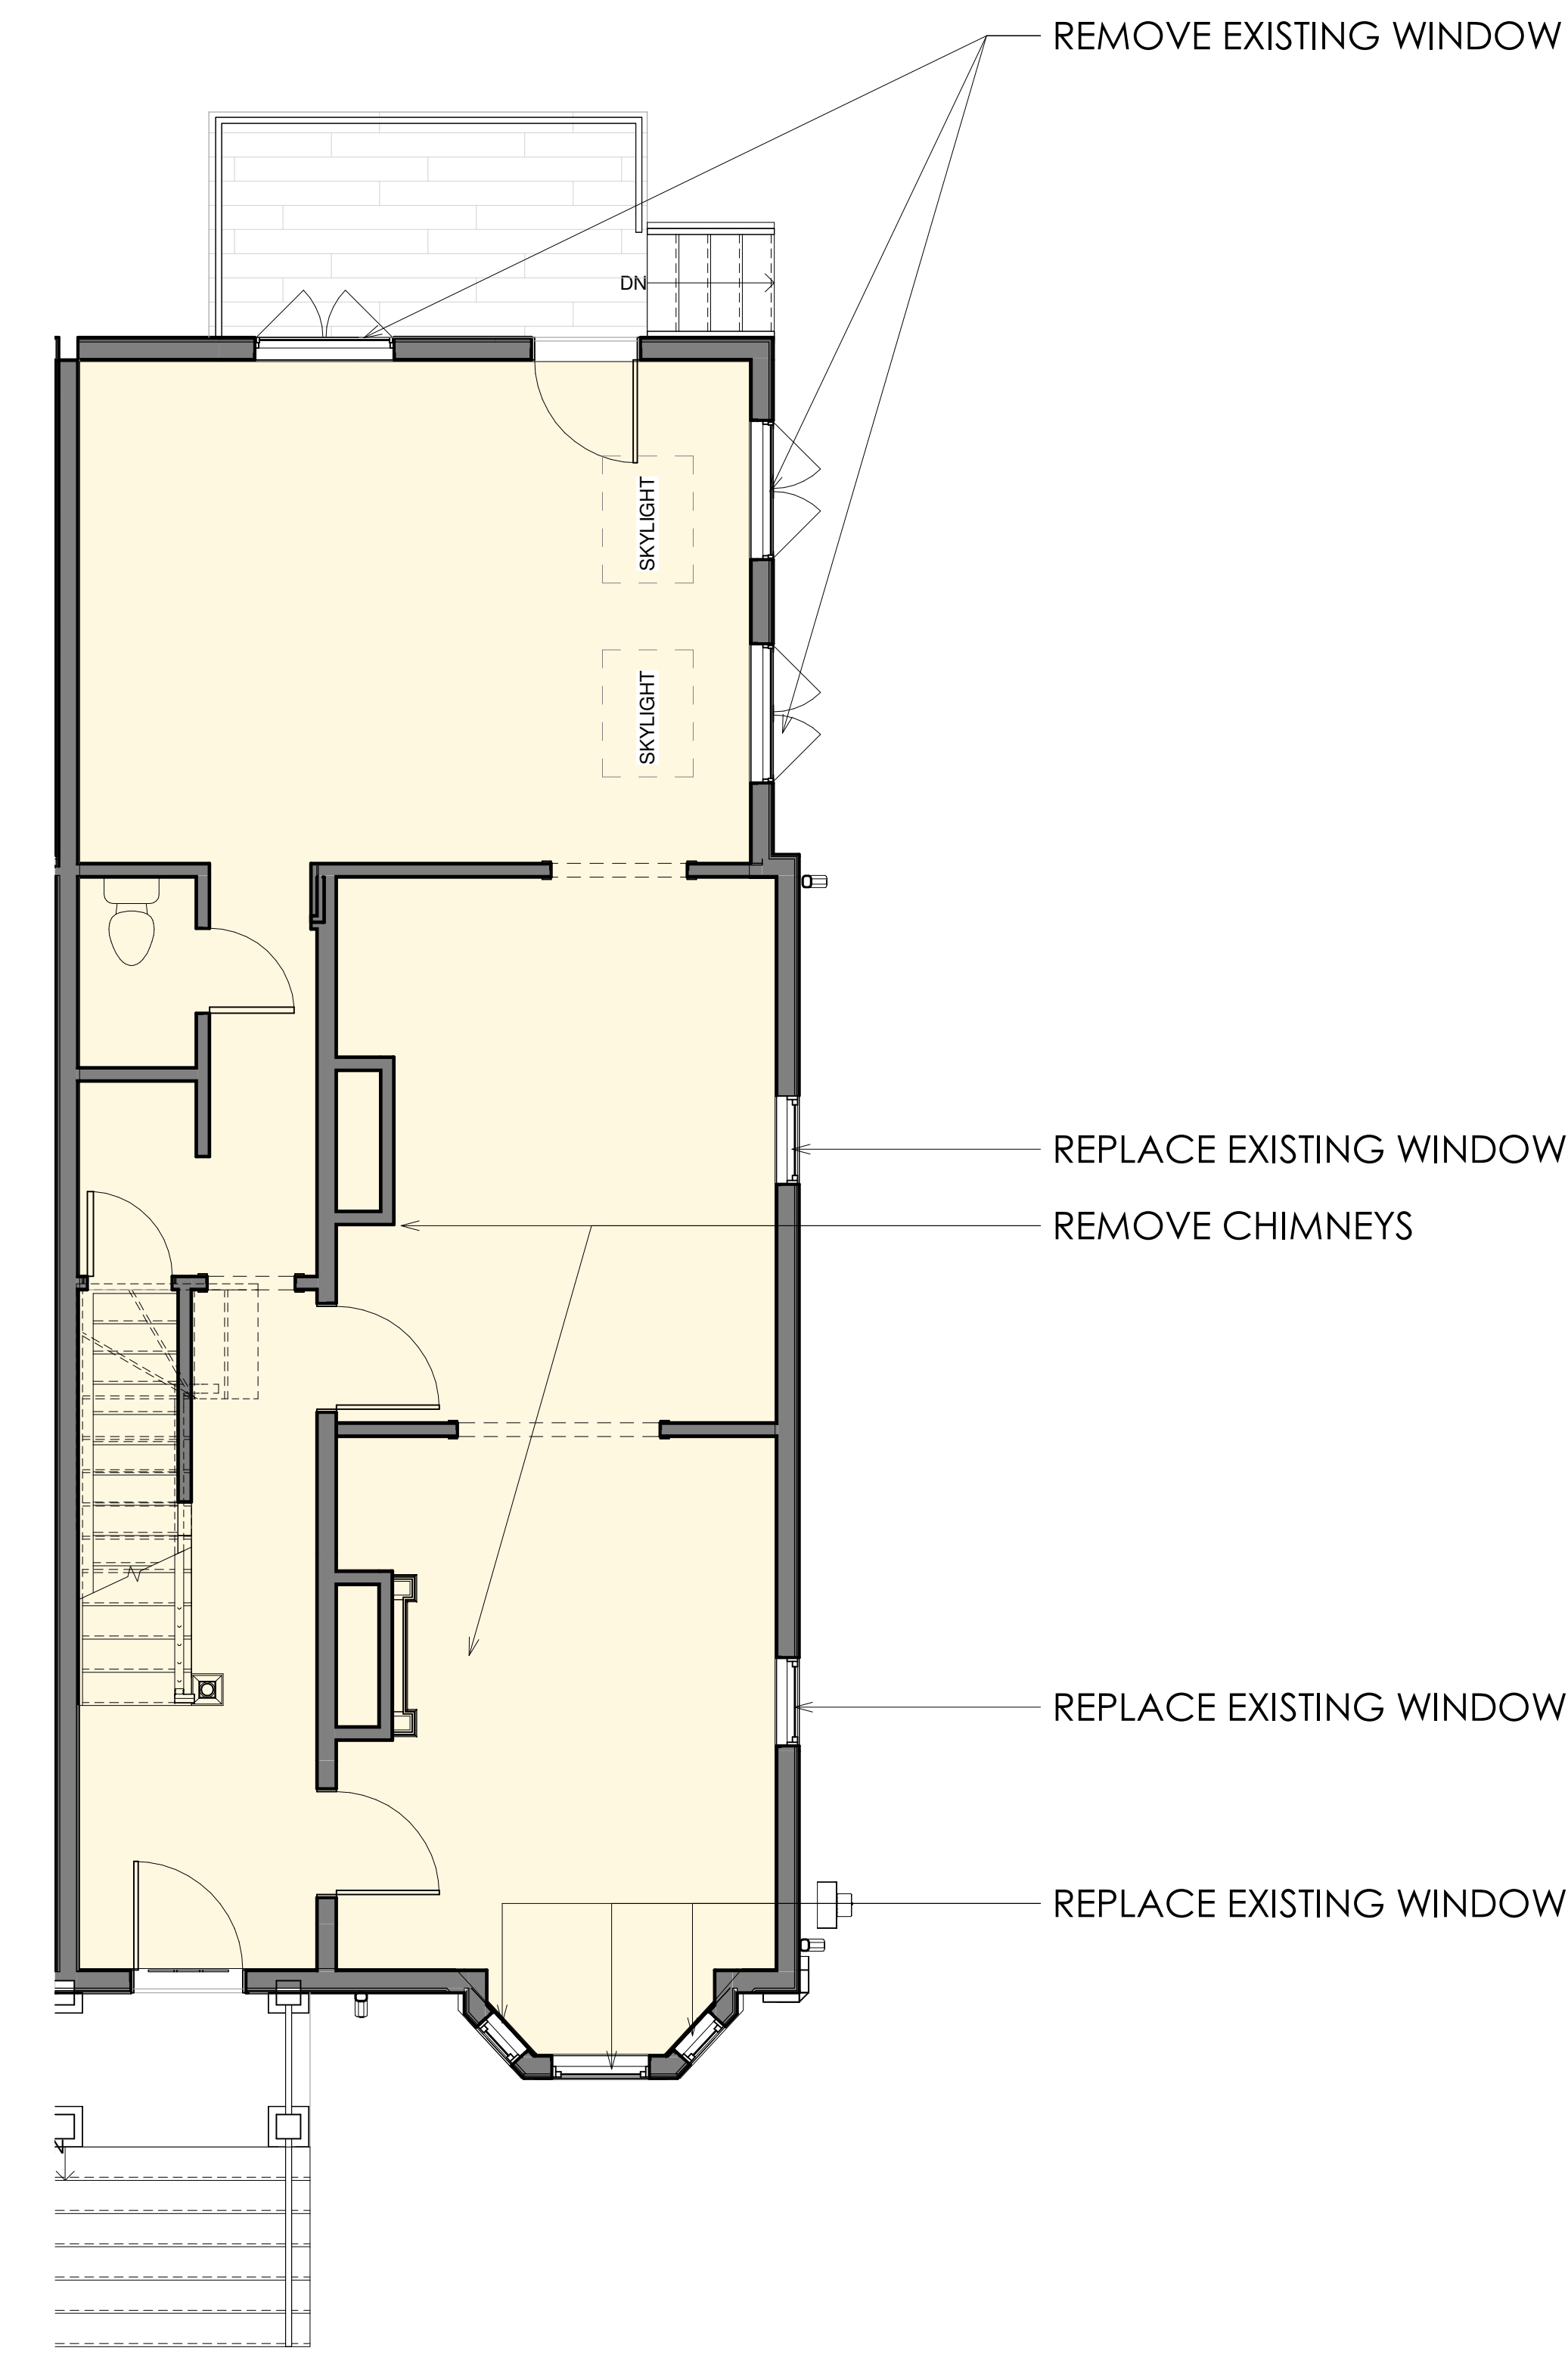 REMOVE EXISTING WINDOW
DN
SKYLIGHT
SKYLIGHT
REPLACE EXISTING WINDOW
REMOVE CHIMNEYS
REPLACE EXISTING WINDOW
REPLACE EXISTING WINDOW